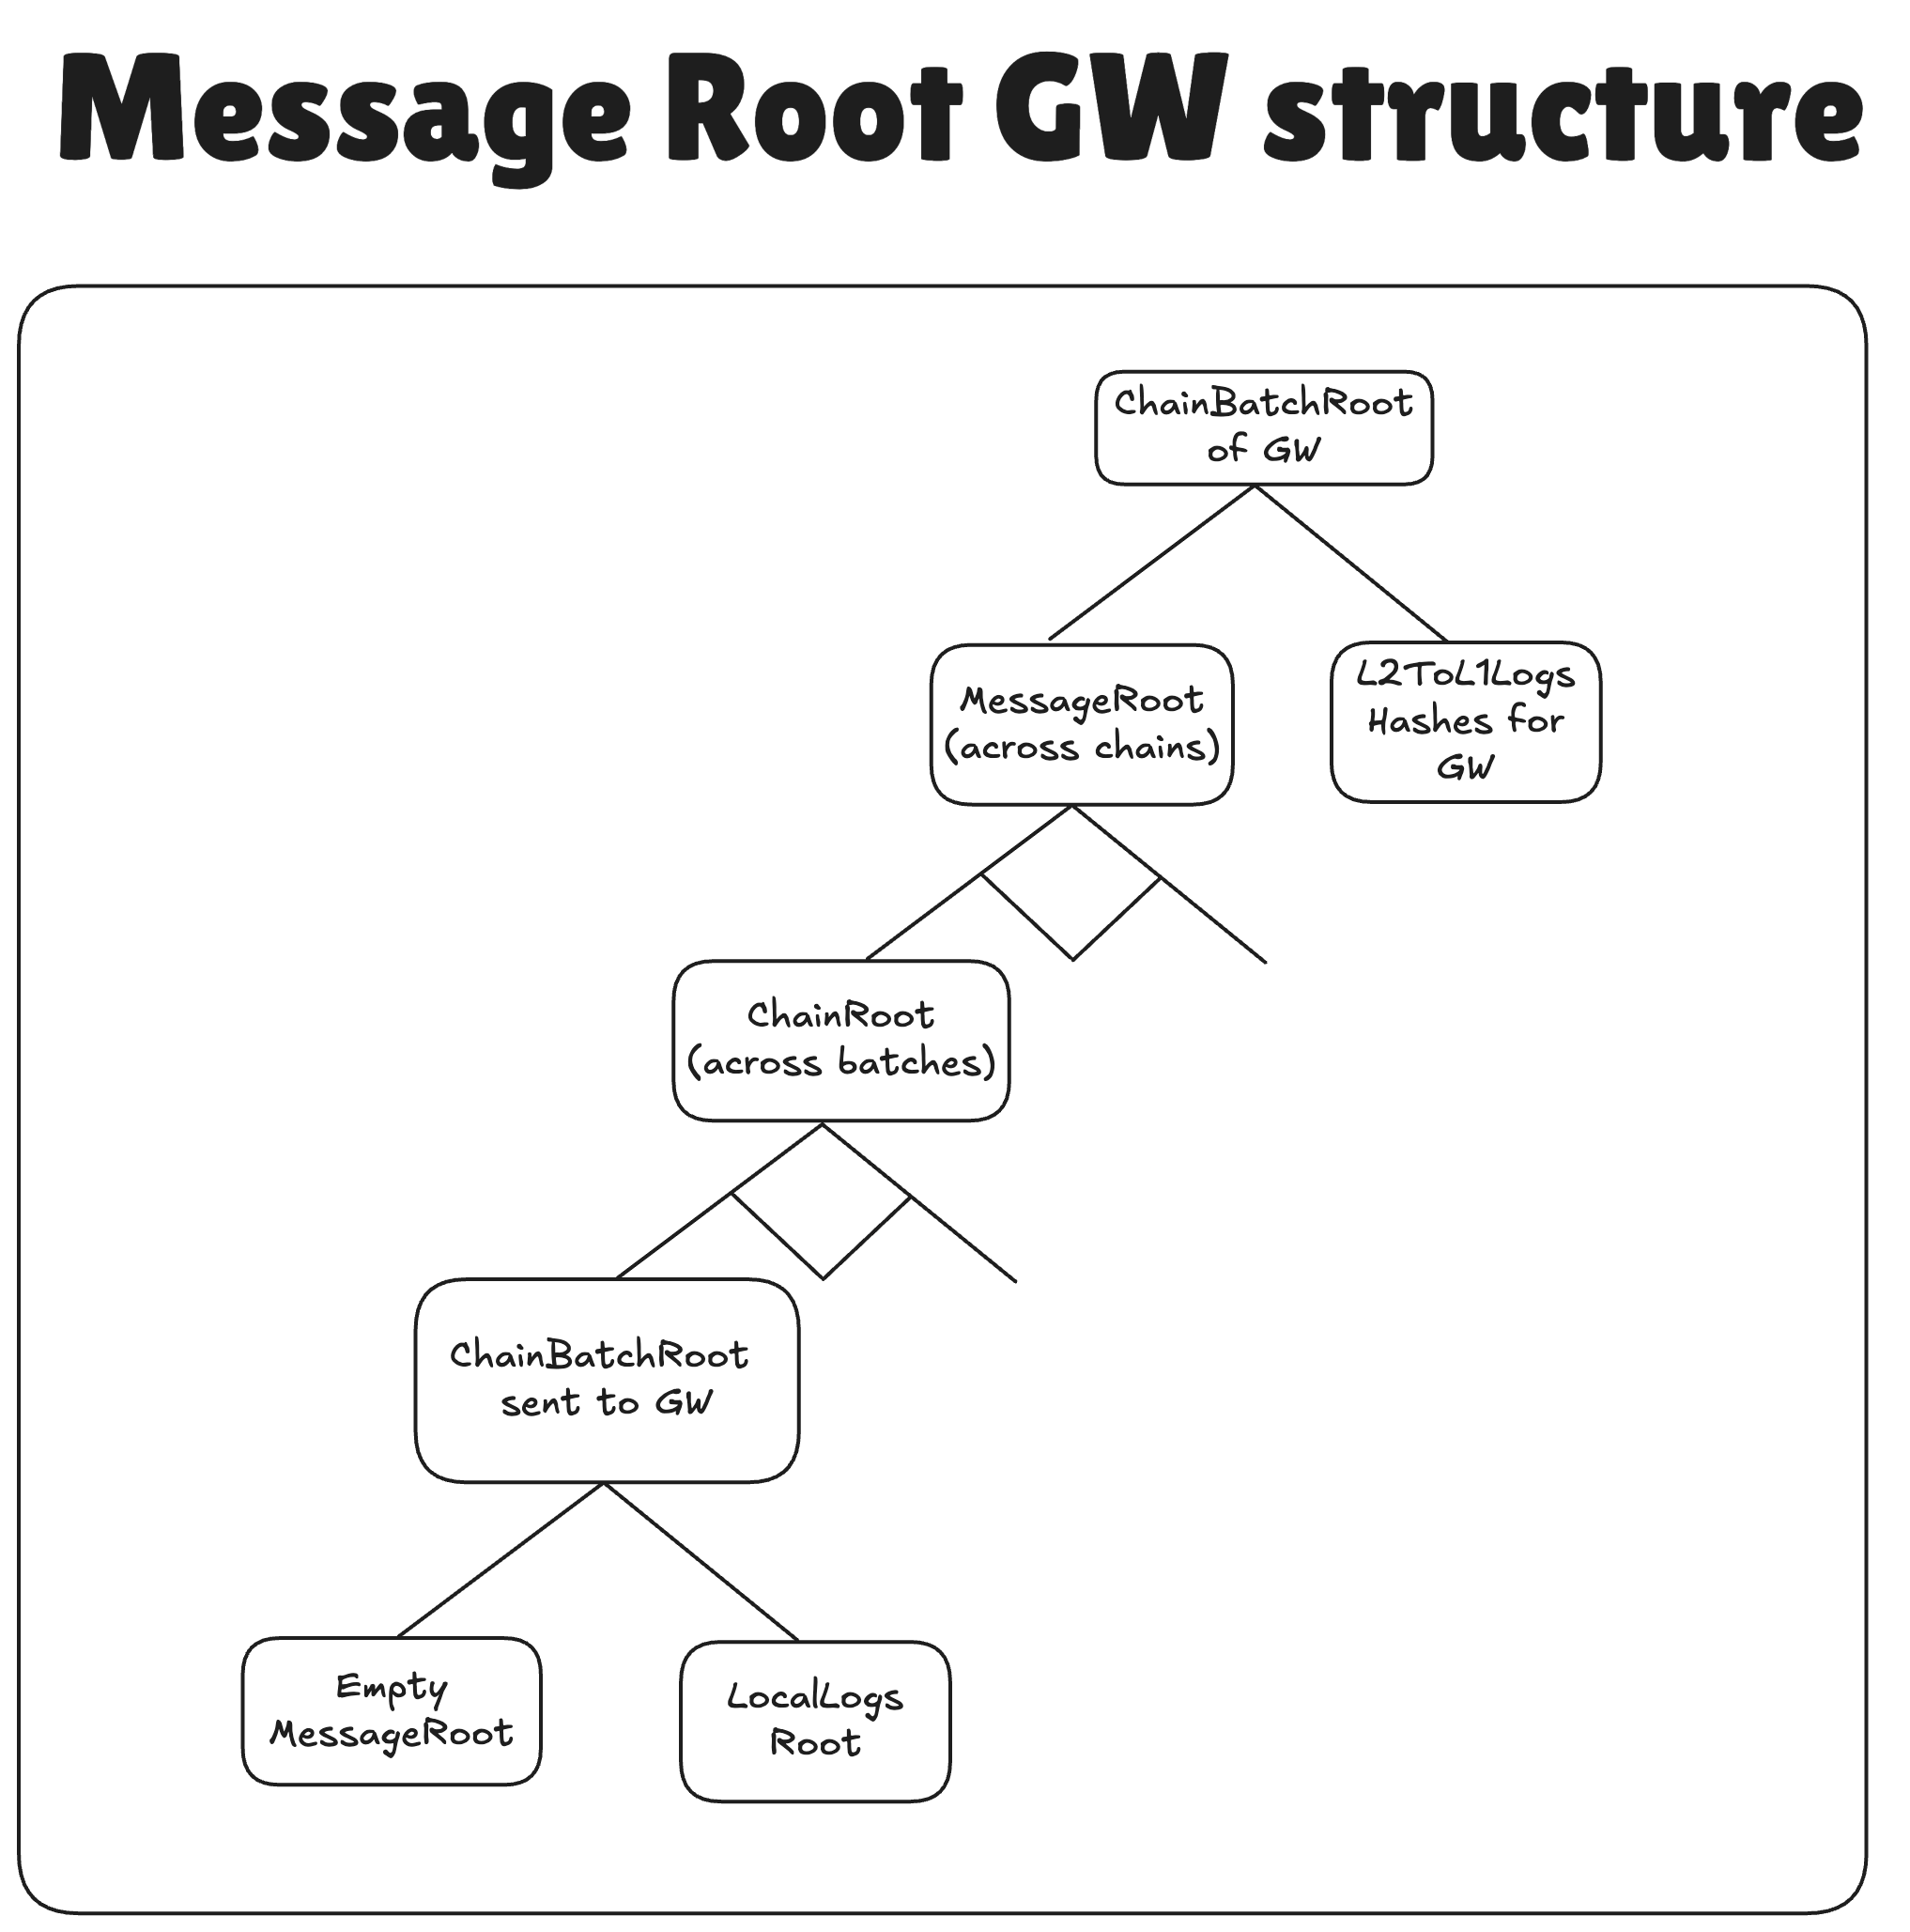 Message Root GW structure
ChainBatchRoot
of GW
MessageRoot
(across chains)
L2ToL1Logs
Hashes for
GW
ChainRoot
(across batches)
ChainBatchRoot
sent to GW
Empty
MessageRoot
LocalLogs
Root